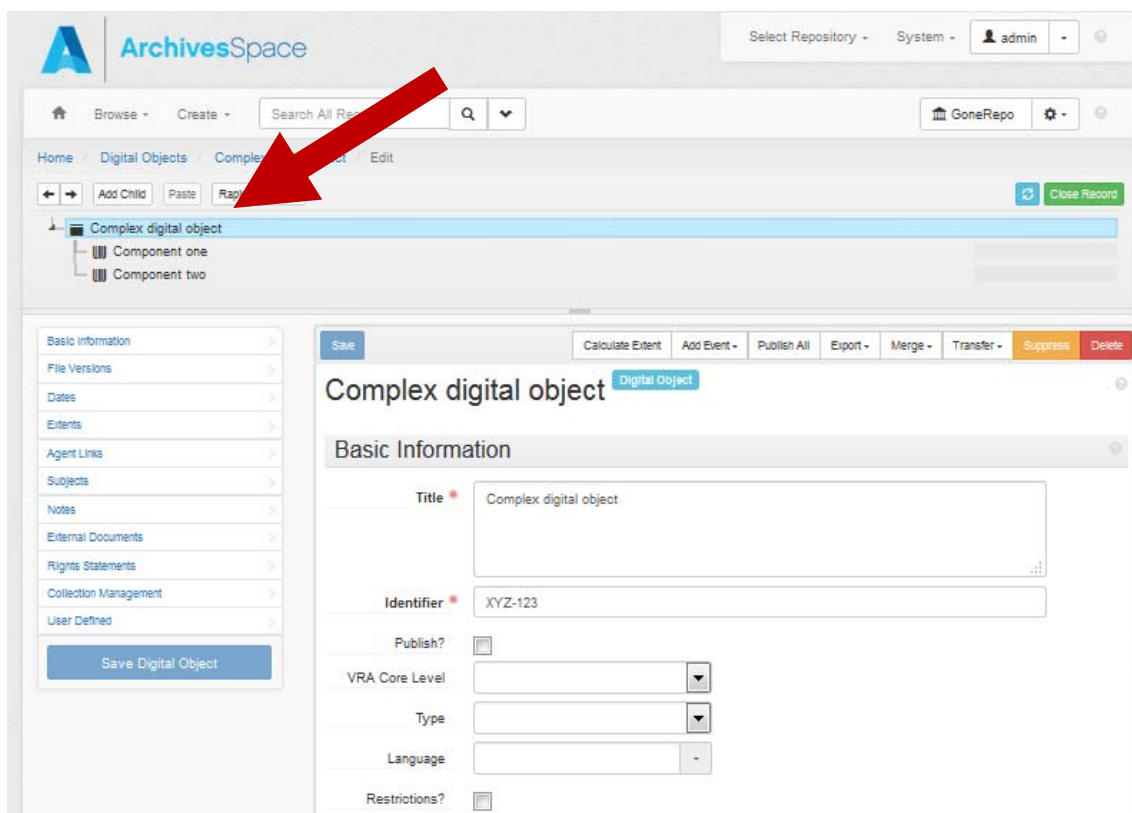 ArchivesSpace
Select Repository System admin
Browse Create Search All GoneRepo
Home / Digital Objects / / Edit
Add Child Paste Close Record
Complex digital object
Component one
Component two
Basic Information
File Versions
Dates
Extents
Agent Links
Subjects
Notes
External Documents
Rights Statements
Collection Management
User Defined
Save Digital Object
Save Calculate Extent Add Event Publish All Export Merge Transfer Suppress Delete
Complex digital object Digital Object
Basic Information
Title * Complex digital object
Identifier * XYZ-123
Publish?
VRA Core Level
Type
Language
Restrictions?